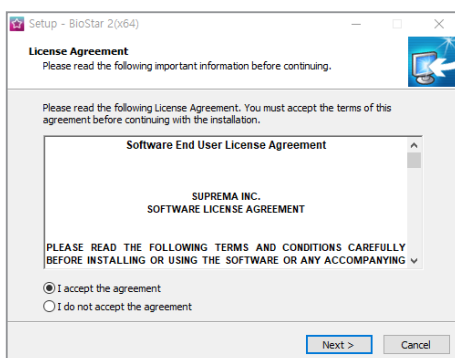 Setup - BioStar 2(x64)
License Agreement
Please read the following important information before continuing.
Please read the following License Agreement. You must accept the terms of this
agreement before continuing with the installation.
Software End User License Agreement
SUPREMA INC.
SOFTWARE LICENSE AGREEMENT
PLEASE READ THE FOLLOWING TERMS AND CONDITIONS CAREFULLY
BEFORE INSTALLING OR USING THE SOFTWARE OR ANY ACCOMPANYING
I accept the agreement
I do not accept the agreement
Next >
Cancel